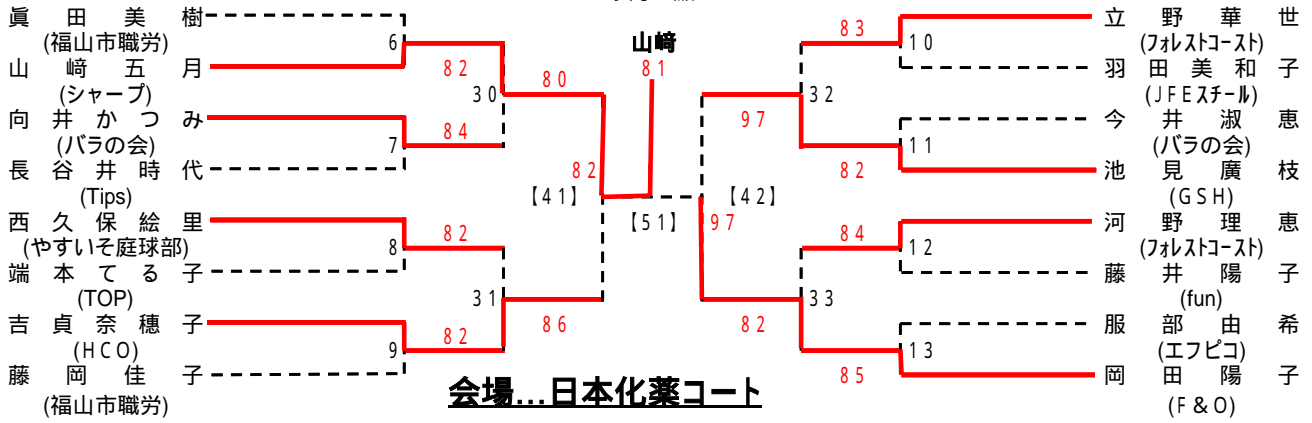 眞田美樹
(福山市職労)
山﨑五月
(シャープ)
向井かつみ
(バラの会)
長谷井時代
(Tips)
西久保絵里
(やすいそ庭球部)
端本てる子
(TOP)
吉貞奈穂子
(HCO)
藤岡佳子
(福山市職労)
6
82
7
84
8
82
9
82
30
80
31
86
82
【41】
山﨑
81
【51】
97
【42】
97
32
82
33
82
83
10
11
84
12
13
85
立野華世
(フォレストコースト)
羽田美和子
(JFEスチール)
今井淑恵
(バラの会)
池見廣枝
(GSH)
河野理恵
(フォレストコースト)
藤井陽子
(fun)
服部由希
(エフピコ)
岡田陽子
(F&O)
会場...日本化薬コート